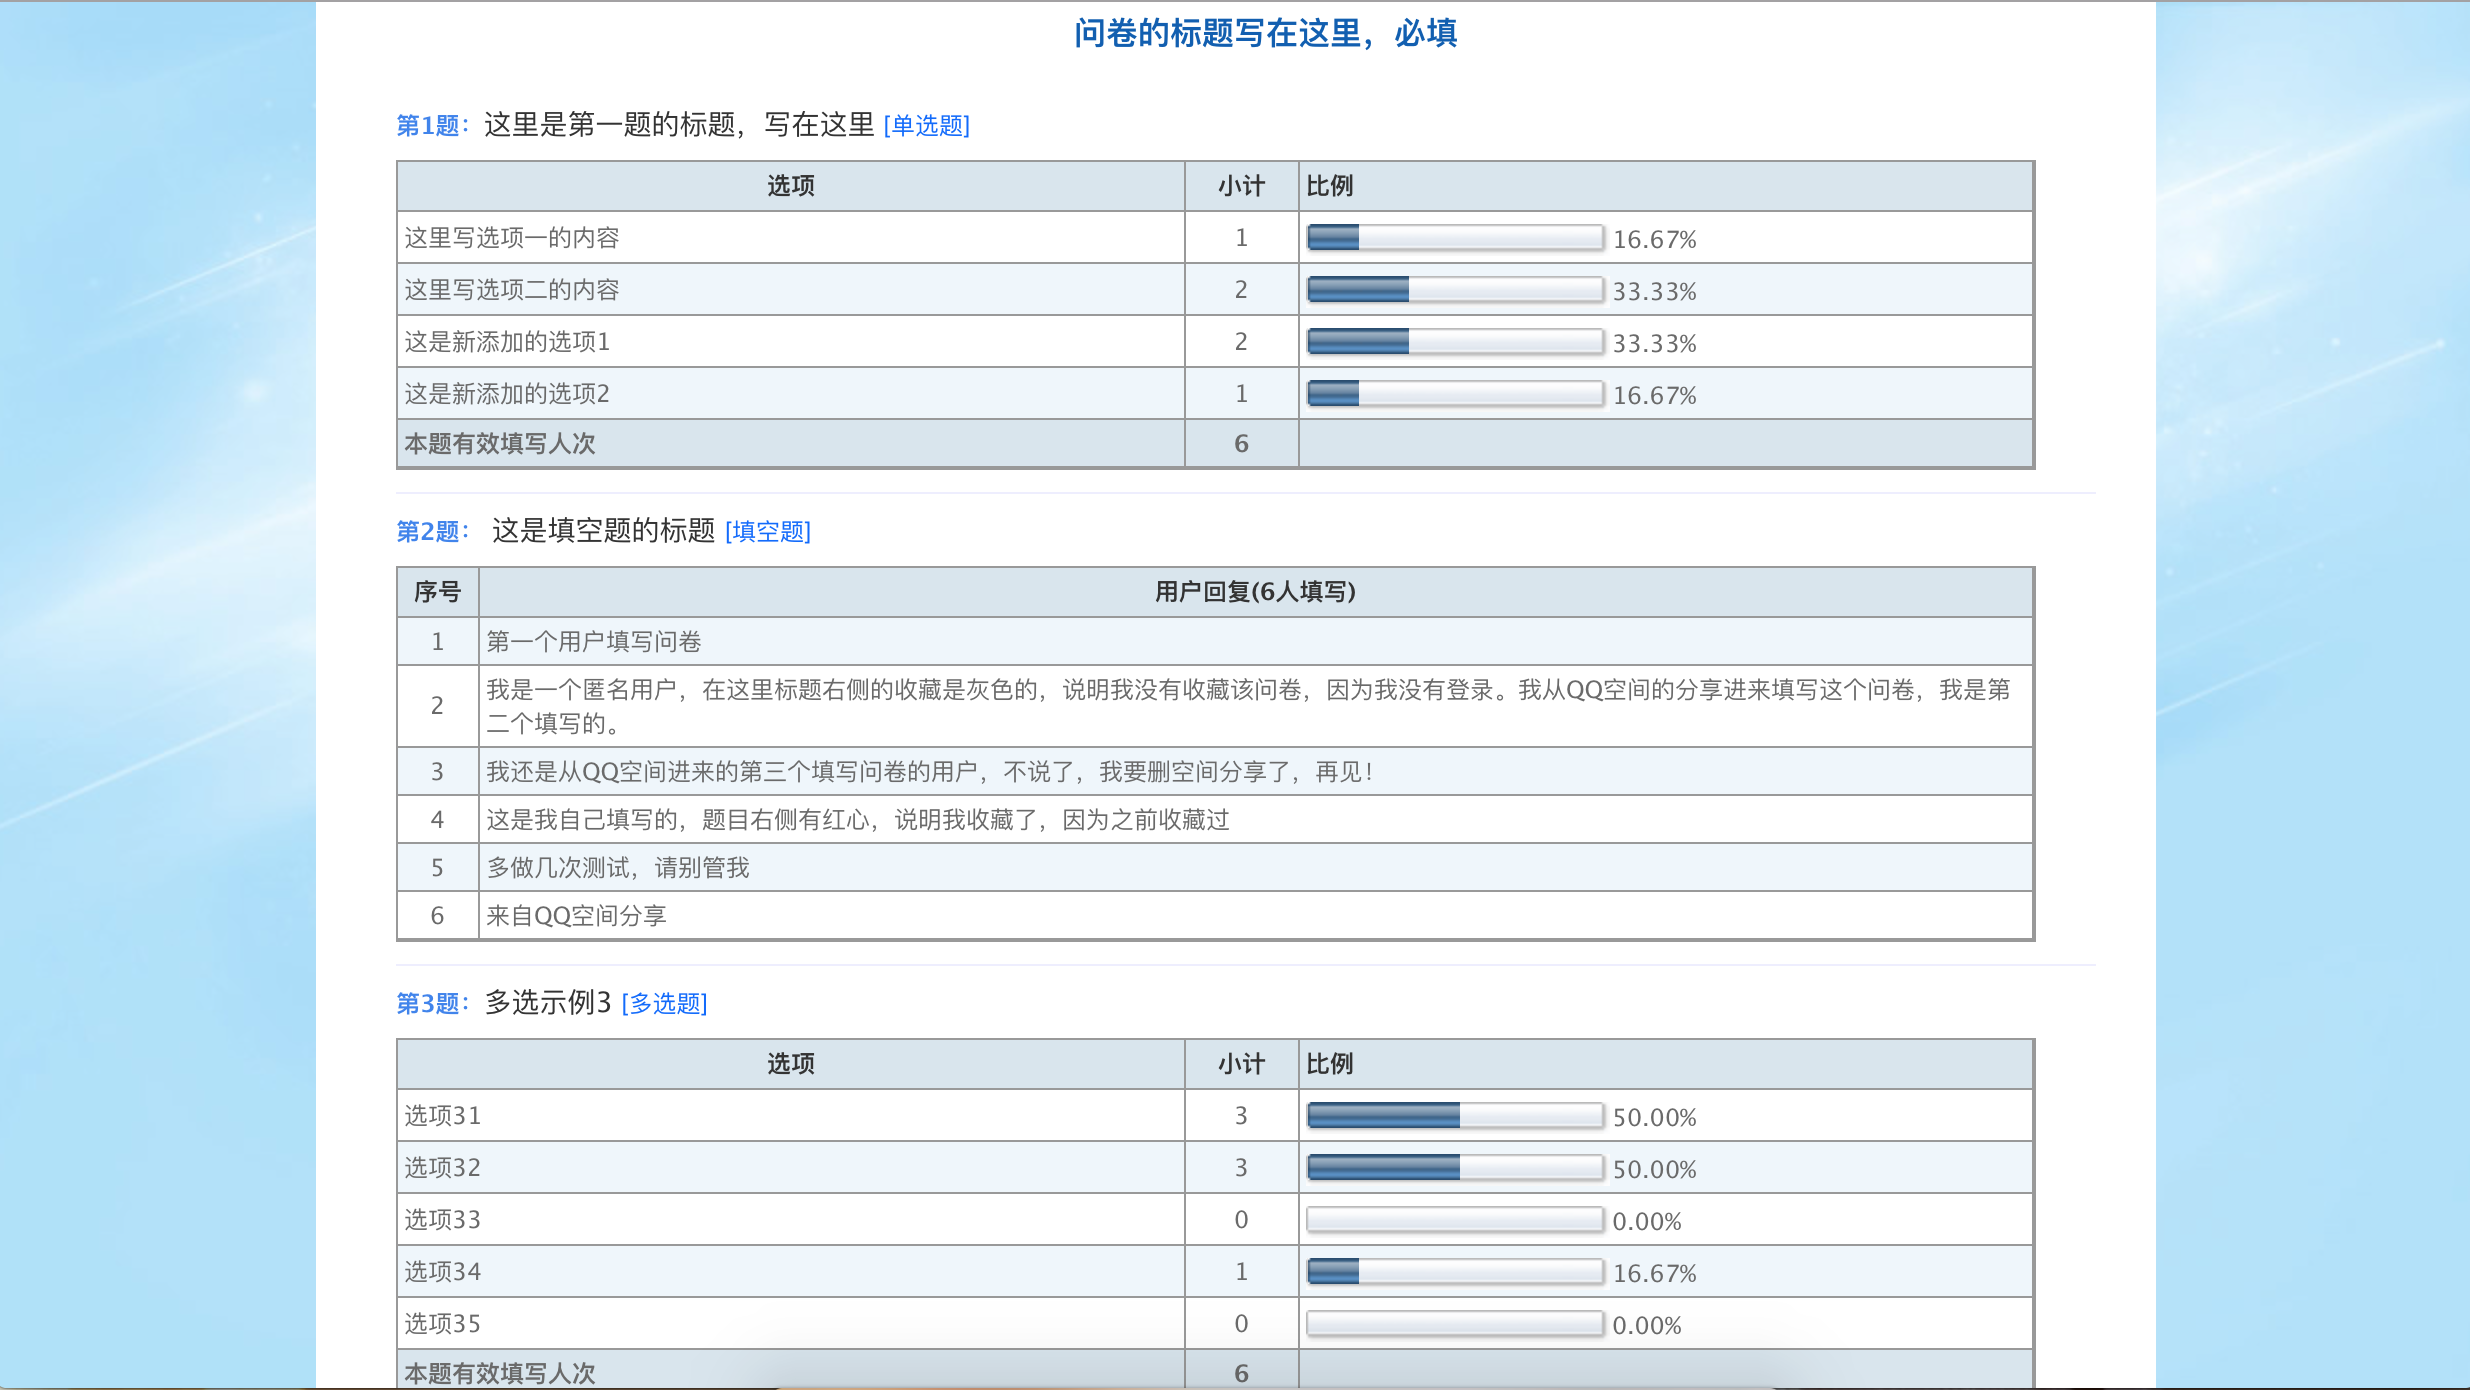 问卷的标题写在这里，必填
第1题： 这里是第一题的标题，写在这里 [单选题]
选项 小计 比例
这里写选项一的内容 1 16.67%
这里写选项二的内容 2 33.33%
这是新添加的选项1 2 33.33%
这是新添加的选项2 1 16.67%
本题有效填写人次 6
第2题： 这是填空题的标题 [填空题]
序号 用户回复(6人填写)
1 第一个用户填写问卷
2 我是一个匿名用户，在这里标题右侧的收藏是灰色的，说明我没有收藏该问卷，因为我没有登录。我从QQ空间的分享进来填写这个问卷，我是第
二个填写的。
3 我还是从QQ空间进来的第三个填写问卷的用户，不说了，我要删空间分享了，再见！
4 这是我自己填写的，题目右侧有红心，说明我收藏了，因为之前收藏过
5 多做几次测试，请别管我
6 来自QQ空间分享
第3题： 多选示例3 [多选题]
选项 小计 比例
选项31 3 50.00%
选项32 3 50.00%
选项33 0 0.00%
选项34 1 16.67%
选项35 0 0.00%
本题有效填写人次 6